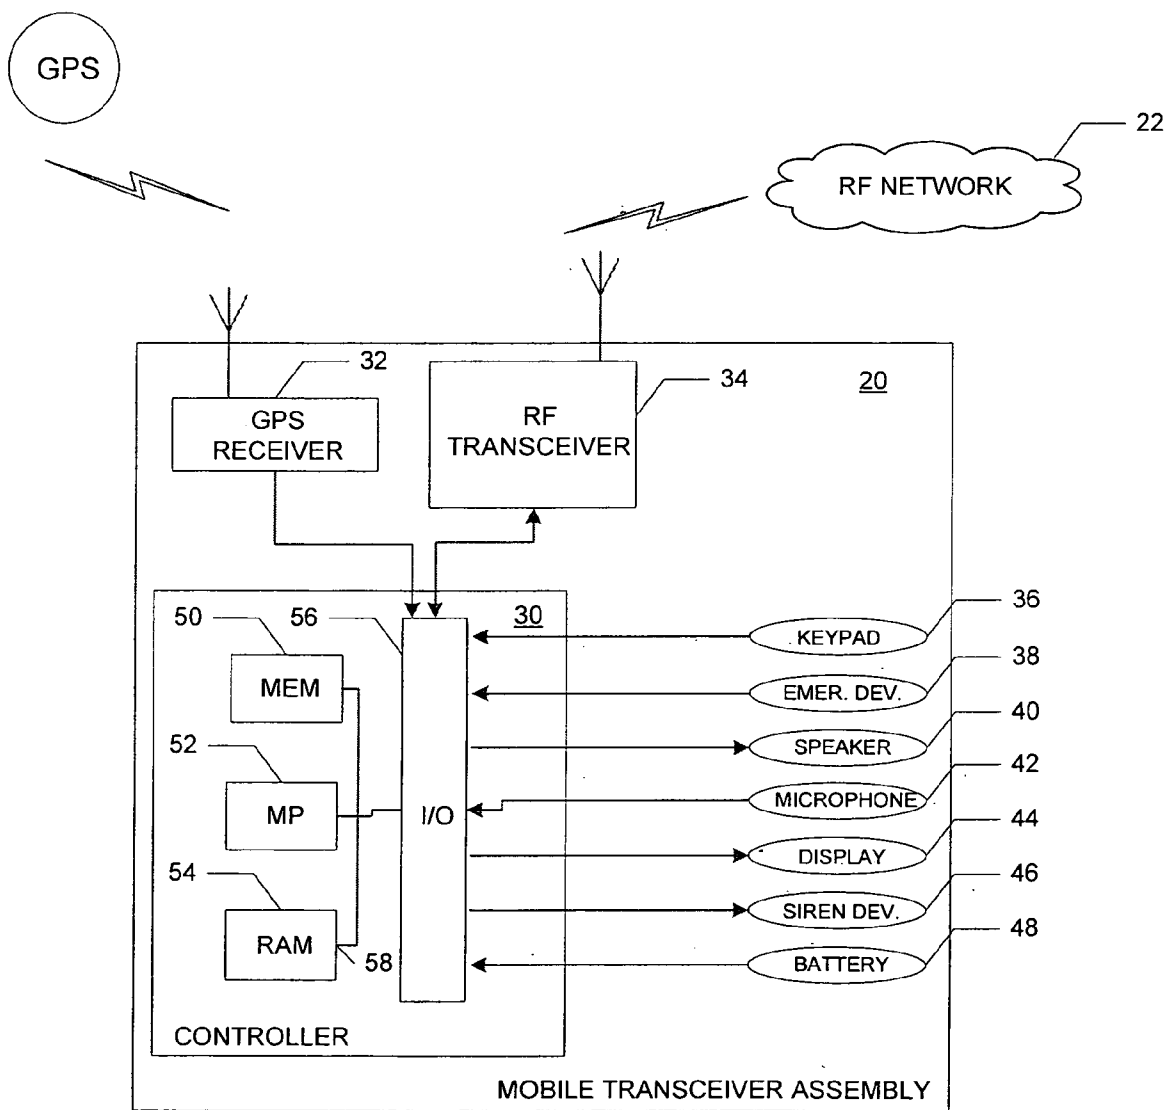 GPS
22
RF NETWORK
32
34
20
GPS
RECEIVER
RF
TRANSCEIVER
50
56
30
36
KEYPAD
MEM
38
EMER. DEV.
52
40
SPEAKER
MP
I/O
42
MICROPHONE
44
DISPLAY
54
46
SIREN DEV.
RAM
58
48
BATTERY
CONTROLLER
MOBILE TRANSCEIVER ASSEMBLY